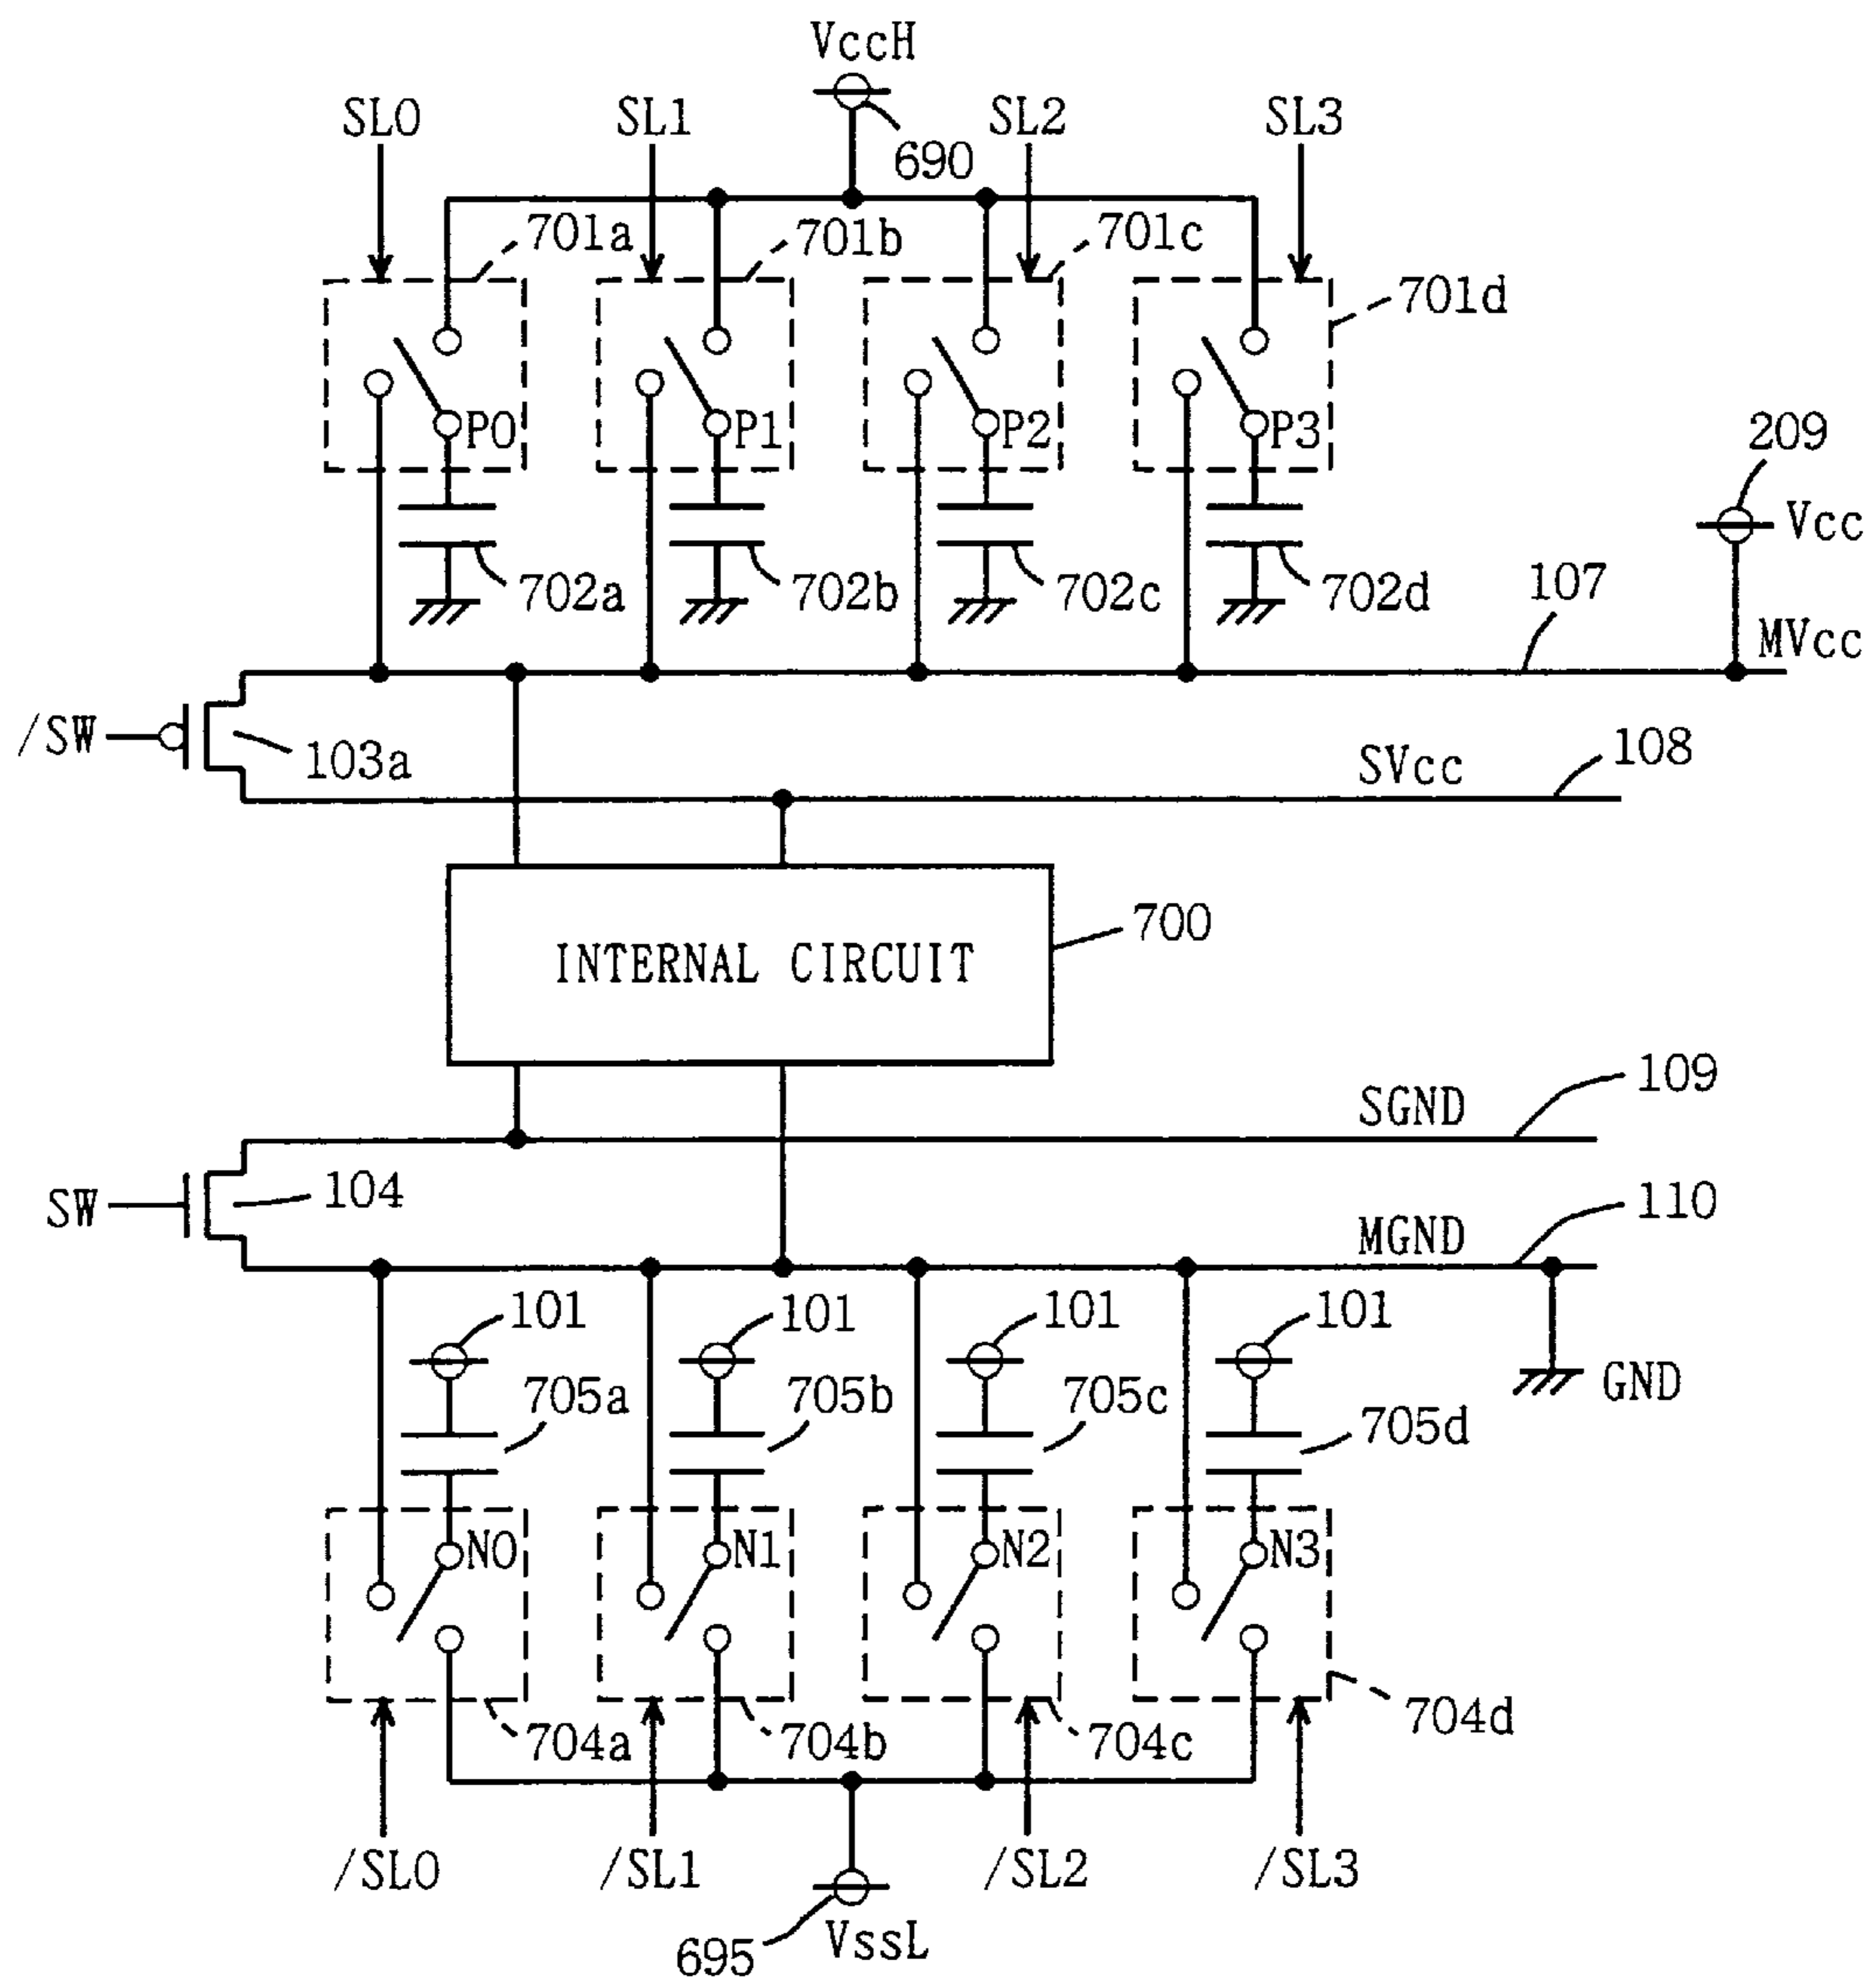 VccH
SL0 SL1 SL2 SL3
690
701a 701b 701c
701d
P0 P1 P2 P3
209
Vcc
702a 702b 702c 702d
107
MVcc
/SW
103a
SVcc
108
700
INTERNAL CIRCUIT
109
SGND
SW
104
110
MGND
101 101 101 101
GND
705a 705b 705c 705d
N0 N1 N2 N3
704a 704b 704c 704d
/SL0 /SL1 /SL2 /SL3
695
VssL